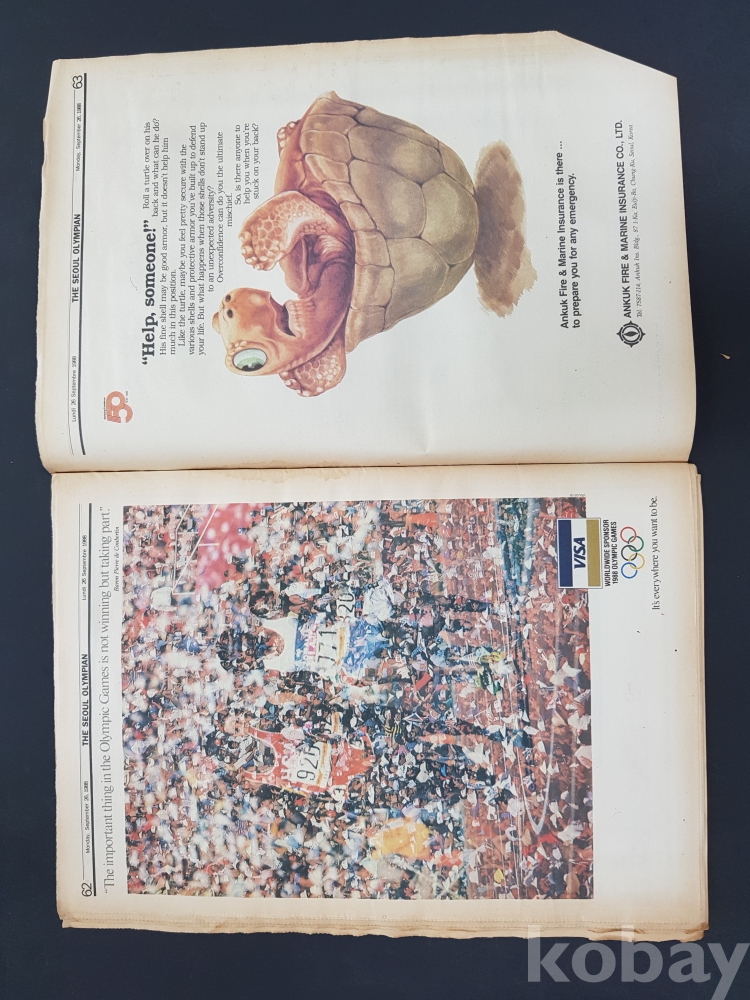 62
Monday, September 26, 1988
THE SEOUL OLYMPIAN
Lundi 26 Septembre 1988
"The important thing in the Olympic Games is not winning but taking part."
Baron Pierre de Coubertin
920
771
20
VISA
WORLDWIDE SPONSOR
1988 OLYMPIC GAMES
It's everywhere you want to be.
Lundi 26 Septembre 1988
THE SEOUL OLYMPIAN
Monday, September 26, 1988
63
50
"Help, someone!" Roll a turtle over on his
back and what can he do?
His fine shell may be good armor, but it doesn't help him
much in this position.
Like the turtle, maybe you feel pretty secure with the
various shells and protective armor you've built up to defend
your life. But what happens when those shells don't stand up
to an unexpected adversity?
Overconfidence can do you the ultimate
mischief.
So, is there anyone to
help you when you're
stuck on your back?
Ankuk Fire & Marine Insurance is there ...
to prepare you for any emergency.
ANKUK FIRE & MARINE INSURANCE CO., LTD.
kobay